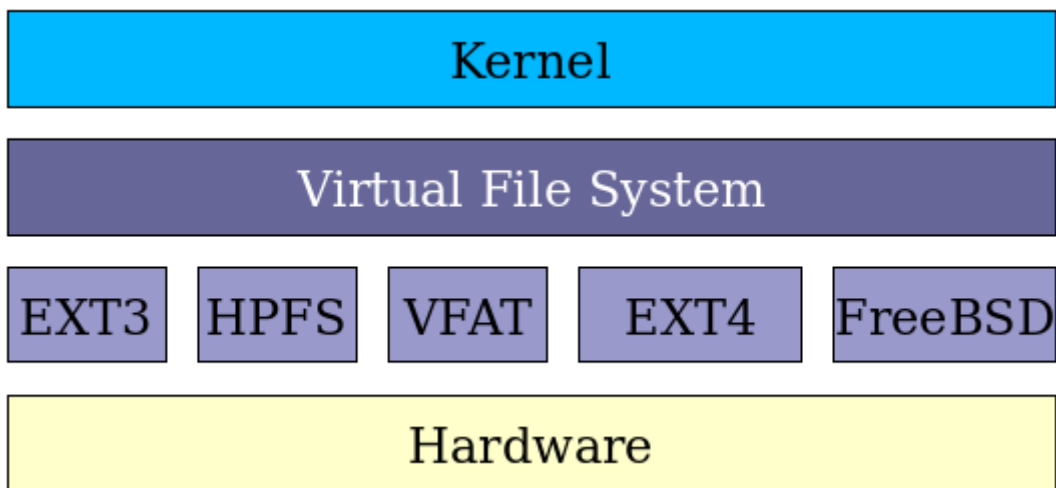 Kernel
Virtual File System
EXT3 HPFS VFAT EXT4 FreeBSD
Hardware